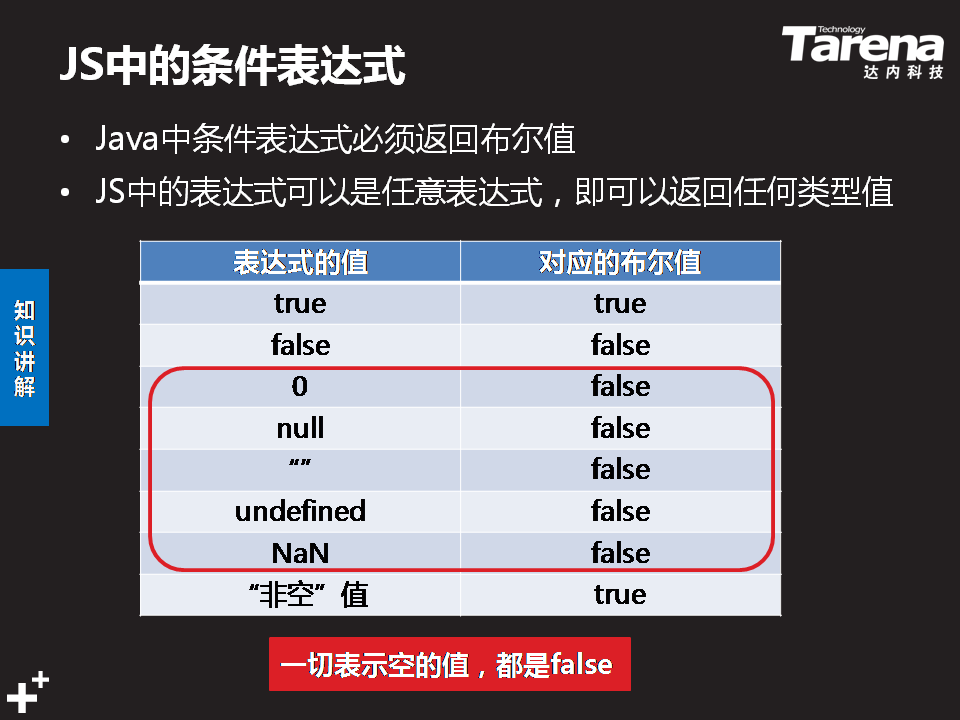 JS中的条件表达式
Technology
Tarena
达内科技
• Java中条件表达式必须返回布尔值
• JS中的表达式可以是任意表达式，即可以返回任何类型值
知识讲解
表达式的值 对应的布尔值
true true
false false
0 false
null false
“” false
undefined false
NaN false
“非空”值 true
一切表示空的值，都是false